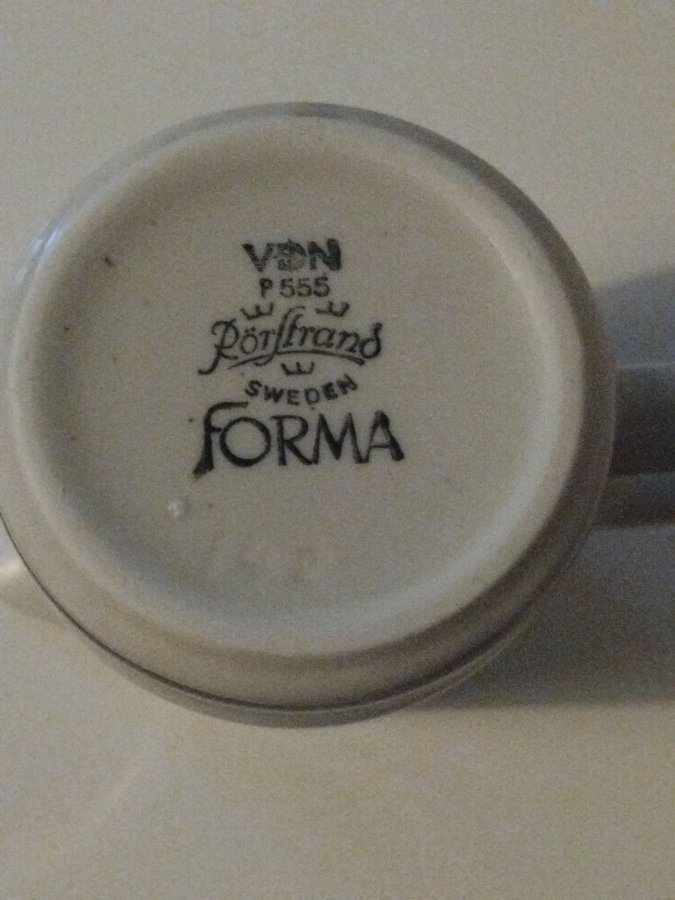 VDN
P 555
Rörstrand
SWEDEN
FORMA